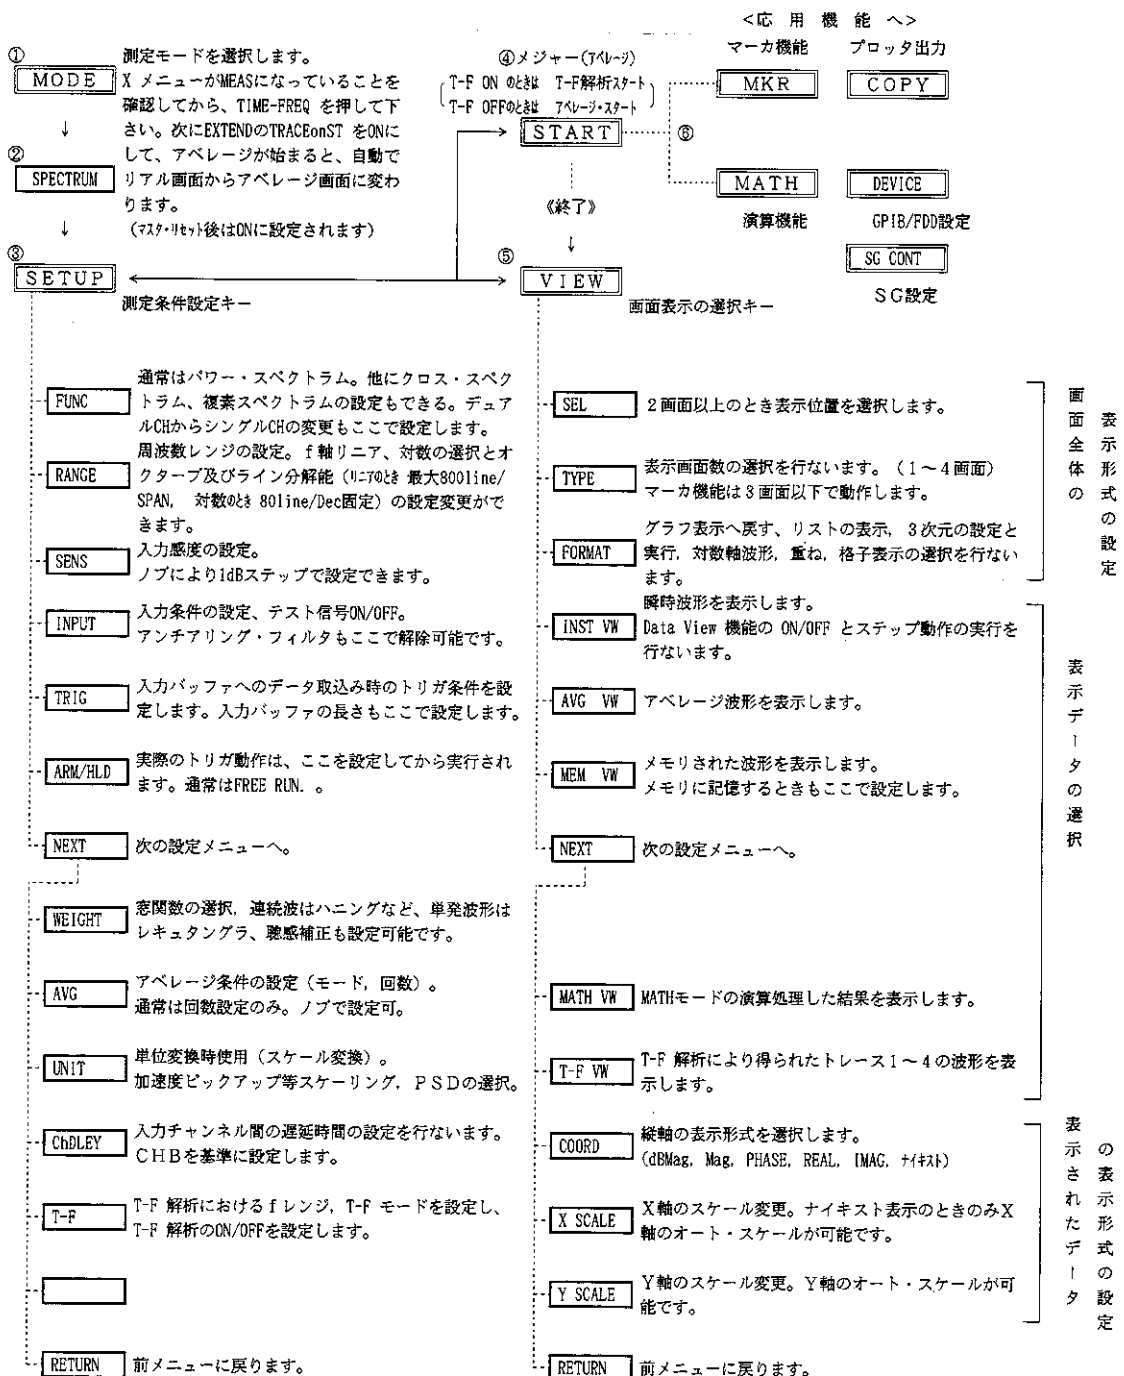 <応 用 機 能 へ>
マーカ機能 プロッタ出力
MKR COPY
①
MODE
測定モードを選択します。
X メニューがMEASになっていることを
確認してから、TIME-FREQ を押して下
さい。次にEXTENDのTRACEonST をONに
して、アベレージが始まると、自動で
リアル画面からアベレージ画面に変わ
ります。
(マスタ・リセット後はONに設定されます)
↓
②
SPECTRUM
↓
③
SETUP
測定条件設定キー
④メジャー(アベレージ)
T-F ON のときは T-F解析スタート
T-F OFFのときは アベレージ・スタート
START
⑥
MATH DEVICE
演算機能 GPIB/FDD設定
SG CONT
SG設定
《終了》
↓
⑤
VIEW
画面表示の選択キー
FUNC
通常はパワー・スペクトラム。他にクロス・スペク
トラム、複素スペクトラムの設定もできる。デュア
ルCHからシングルCHの変更もここで設定します。
RANGE
周波数レンジの設定。f軸リニア、対数の選択とオ
クターブ及びライン分解能(リニアのとき 最大800line/
SPAN, 対数のとき 80line/Dec固定)の設定変更がで
きます。
SENS
入力感度の設定。
ノブにより1dBステップで設定できます。
INPUT
入力条件の設定、テスト信号ON/OFF。
アンチアリング・フィルタもここで解除可能です。
TRIG
入力バッファへのデータ取込み時のトリガ条件を設
定します。入力バッファの長さもここで設定します。
ARM/HLD
実際のトリガ動作は、ここを設定してから実行され
ます。通常はFREE RUN. 。
NEXT 次の設定メニューへ。
WEIGHT
窓関数の選択, 連続波はハニングなど、単発波形は
レキュタングラ、聴感補正も設定可能です。
AVG
アベレージ条件の設定(モード, 回数)。
通常は回数設定のみ。ノブで設定可。
UNIT
単位変換時使用(スケール変換)。
加速度ピックアップ等スケーリング, PSDの選択。
ChDLEY
入力チャンネル間の遅延時間の設定を行ないます。
CHBを基準に設定します。
T-F
T-F 解析におけるfレンジ, T-F モードを設定し、
T-F 解析のON/OFFを設定します。
RETURN 前メニューに戻ります。
SEL 2画面以上のとき表示位置を選択します。
TYPE
表示画面数の選択を行ないます。(1~4画面)
マーカ機能は3画面以下で動作します。
FORMAT
グラフ表示へ戻す、リストの表示, 3次元の設定と
実行, 対数軸波形, 重ね, 格子表示の選択を行ない
ます。
INST VW
瞬時波形を表示します。
Data View 機能の ON/OFF とステップ動作の実行を
行ないます。
AVG VW アベレージ波形を表示します。
MEM VW
メモリされた波形を表示します。
メモリに記憶するときもここで設定します。
NEXT 次の設定メニューへ。
MATH VW MATHモードの演算処理した結果を表示します。
T-F VW
T-F 解析により得られたトレース1~4の波形を表
示します。
COORD
縦軸の表示形式を選択します。
(dBMag, Mag, PHASE, REAL, IMAG, ナイキスト)
X SCALE
X軸のスケール変更。ナイキスト表示のときのみX
軸のオート・スケールが可能です。
Y SCALE
Y軸のスケール変更。Y軸のオート・スケールが可
能です。
RETURN 前メニューに戻ります。
画面全体の
表示形式の設定
表示データの選択
表示されたデータ
の表示形式の設定